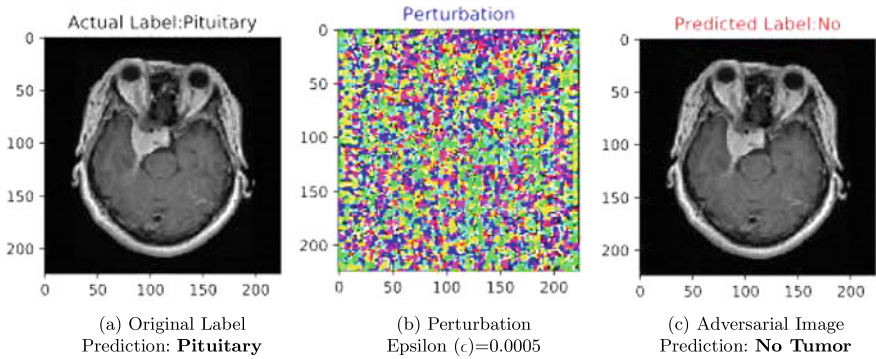 Actual Label:Pituitary
Perturbation
Predicted Label:No
0
50
100
150
200
0 50 100 150 200
0
50
100
150
200
0 50 100 150 200
0
50
100
150
200
0 50 100 150 200
(a) Original Label
Prediction: Pituitary
(b) Perturbation
Epsilon (ϵ)=0.0005
(c) Adversarial Image
Prediction: No Tumor